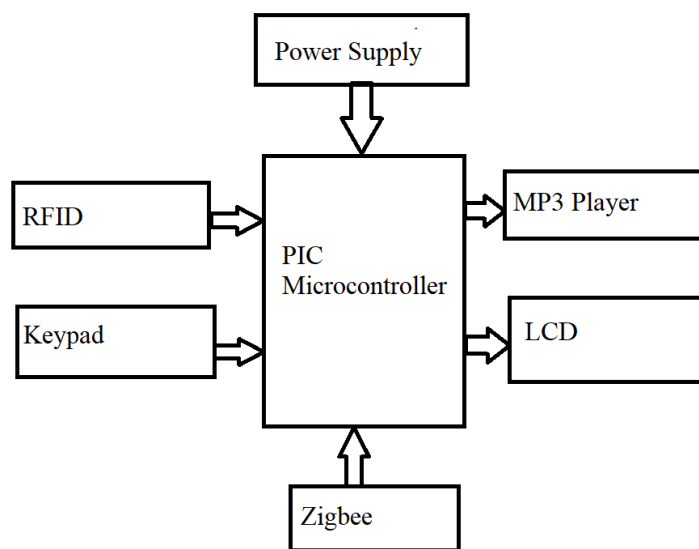 Power Supply
RFID
PIC
Microcontroller
MP3 Player
Keypad
LCD
Zigbee